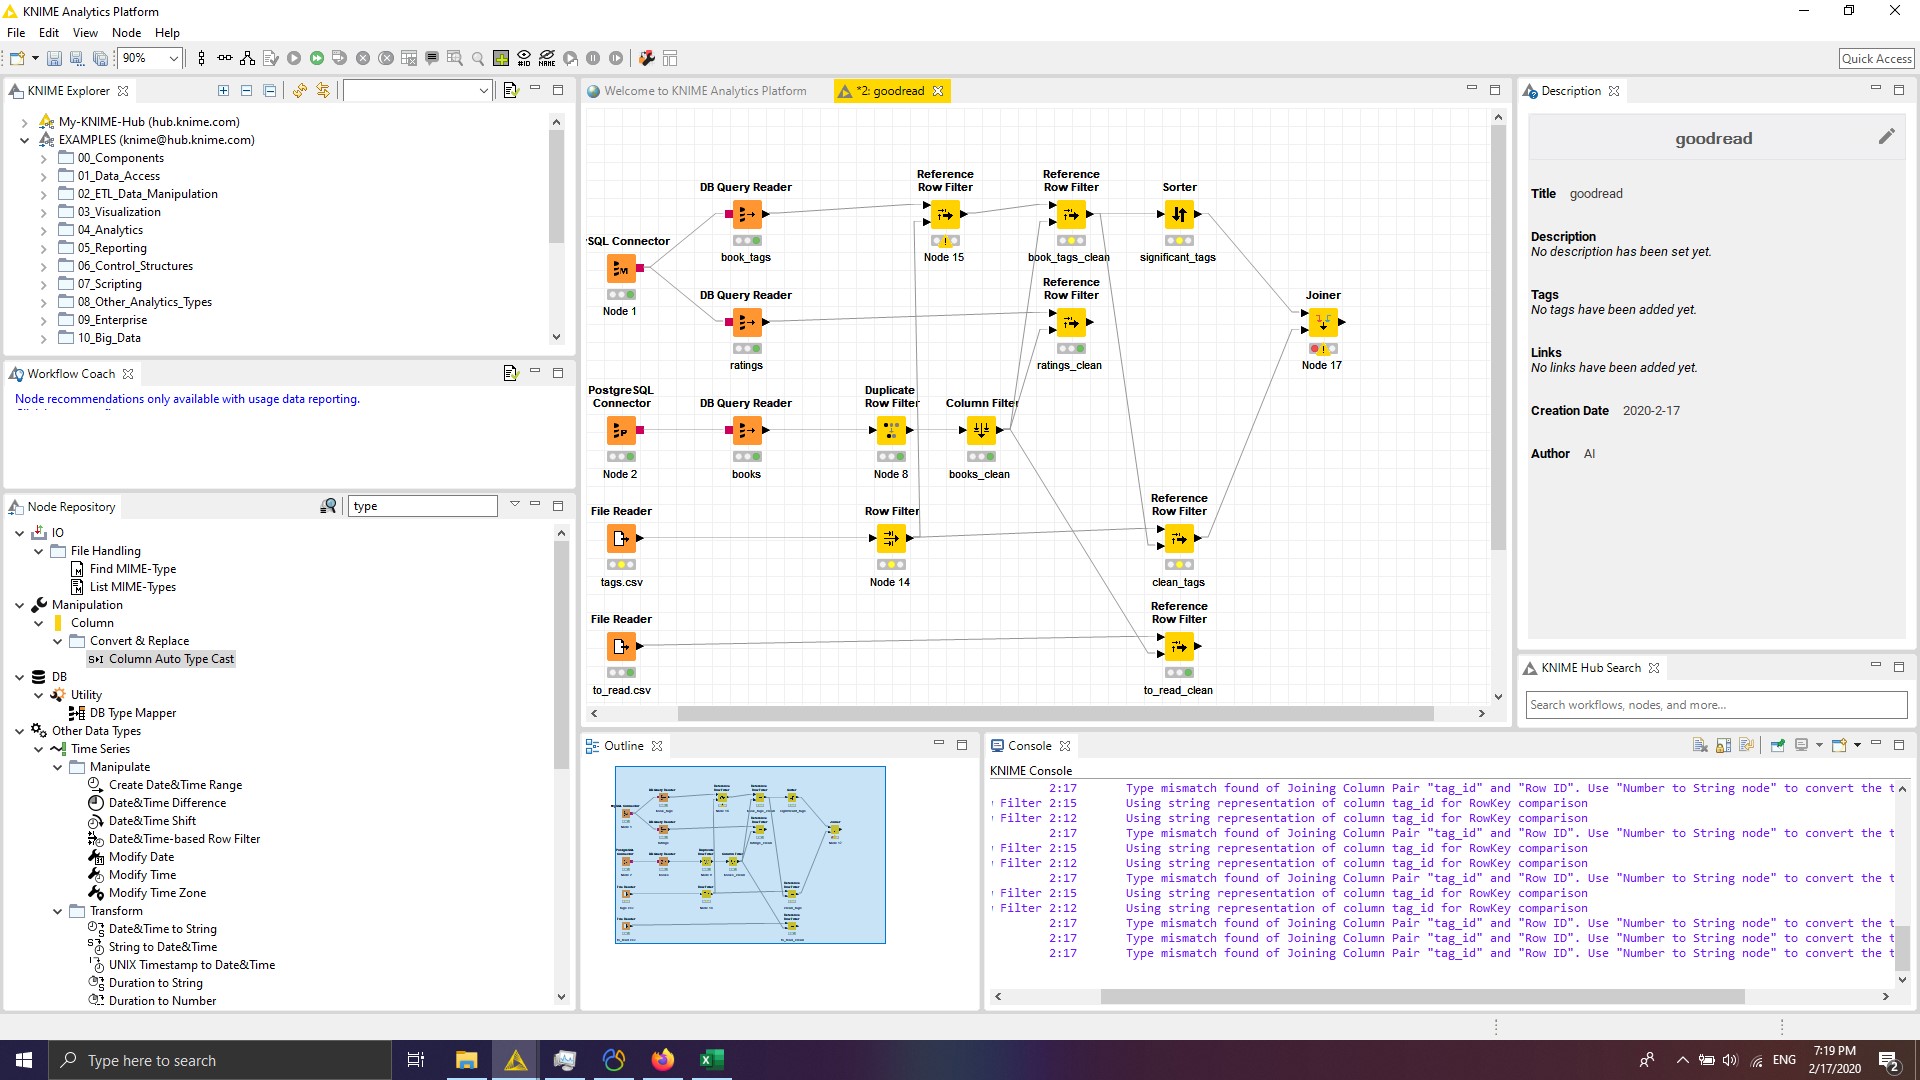 KNIME Analytics Platform
File Edit View Node Help
90%
Quick Access
KNIME Explorer
My-KNIME-Hub (hub.knime.com)
EXAMPLES (knime@hub.knime.com)
00_Components
01_Data_Access
02_ETL_Data_Manipulation
03_Visualization
04_Analytics
05_Reporting
06_Control_Structures
07_Scripting
08_Other_Analytics_Types
09_Enterprise
10_Big_Data
Workflow Coach
Node recommendations only available with usage data reporting.
Node Repository
type
IO
File Handling
Find MIME-Type
List MIME-Types
Manipulation
Column
Convert & Replace
Column Auto Type Cast
DB
Utility
DB Type Mapper
Other Data Types
Time Series
Manipulate
Create Date&Time Range
Date&Time Difference
Date&Time Shift
Date&Time-based Row Filter
Modify Date
Modify Time
Modify Time Zone
Transform
Date&Time to String
String to Date&Time
UNIX Timestamp to Date&Time
Duration to String
Duration to Number
Welcome to KNIME Analytics Platform
*2: goodread
DB Query Reader
book_tags
Reference
Row Filter
Node 15
Reference
Row Filter
book_tags_clean
Sorter
significant_tags
SQL Connector
Node 1
DB Query Reader
ratings
Reference
Row Filter
ratings_clean
Joiner
Node 17
PostgreSQL
Connector
Node 2
DB Query Reader
books
Duplicate
Row Filter
Node 8
Column Filter
books_clean
File Reader
tags.csv
Row Filter
Node 14
Reference
Row Filter
clean_tags
File Reader
to_read.csv
Reference
Row Filter
to_read_clean
Description
goodread
Title goodread
Description
No description has been set yet.
Tags
No tags have been added yet.
Links
No links have been added yet.
Creation Date 2020-2-17
Author AI
KNIME Hub Search
Search workflows, nodes, and more...
Outline
Console
KNIME Console
2:17 Type mismatch found of Joining Column Pair "tag_id" and "Row ID". Use "Number to String node" to convert the t
Filter 2:15 Using string representation of column tag_id for RowKey comparison
Filter 2:12 Using string representation of column tag_id for RowKey comparison
2:17 Type mismatch found of Joining Column Pair "tag_id" and "Row ID". Use "Number to String node" to convert the t
Filter 2:15 Using string representation of column tag_id for RowKey comparison
Filter 2:12 Using string representation of column tag_id for RowKey comparison
2:17 Type mismatch found of Joining Column Pair "tag_id" and "Row ID". Use "Number to String node" to convert the t
Filter 2:15 Using string representation of column tag_id for RowKey comparison
Filter 2:12 Using string representation of column tag_id for RowKey comparison
2:17 Type mismatch found of Joining Column Pair "tag_id" and "Row ID". Use "Number to String node" to convert the t
2:17 Type mismatch found of Joining Column Pair "tag_id" and "Row ID". Use "Number to String node" to convert the t
2:17 Type mismatch found of Joining Column Pair "tag_id" and "Row ID". Use "Number to String node" to convert the t
Type here to search
ENG
7:19 PM
2/17/2020
2